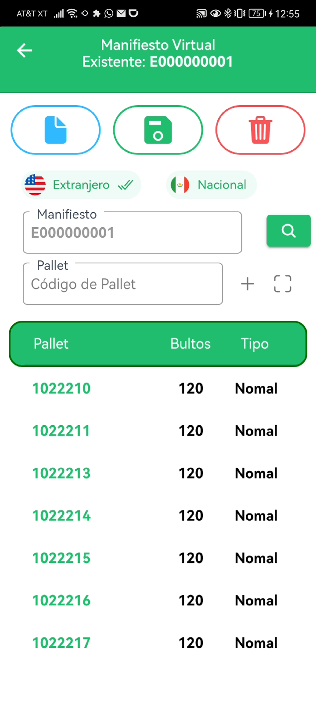 AT&T XT 75 12:55
Manifiesto Virtual
Existente: E000000001
Extranjero Nacional
Manifiesto
E000000001
Pallet
Código de Pallet
Pallet Bultos Tipo
1022210 120 Nomal
1022211 120 Nomal
1022213 120 Nomal
1022214 120 Nomal
1022215 120 Nomal
1022216 120 Nomal
1022217 120 Nomal